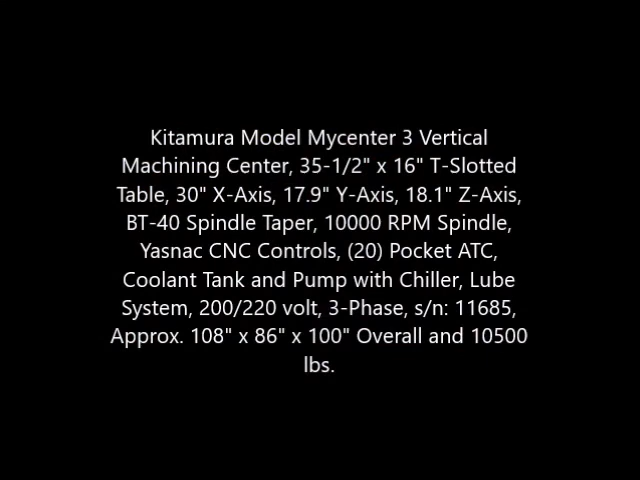 Kitamura Model Mycenter 3 Vertical
Machining Center, 35-1/2" x 16" T-Slotted
Table, 30" X-Axis, 17.9" Y-Axis, 18.1" Z-Axis,
BT-40 Spindle Taper, 10000 RPM Spindle,
Yasnac CNC Controls, (20) Pocket ATC,
Coolant Tank and Pump with Chiller, Lube
System, 200/220 volt, 3-Phase, s/n: 11685,
Approx. 108" x 86" x 100" Overall and 10500
lbs.